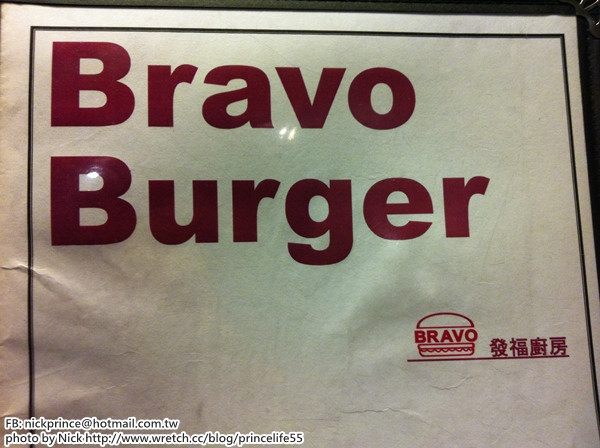 Bravo
Burger
BRAVO 發福廚房
FB: nickprince@hotmail.com.tw
photo by Nick http://www.wretch.cc/blog/princelife55